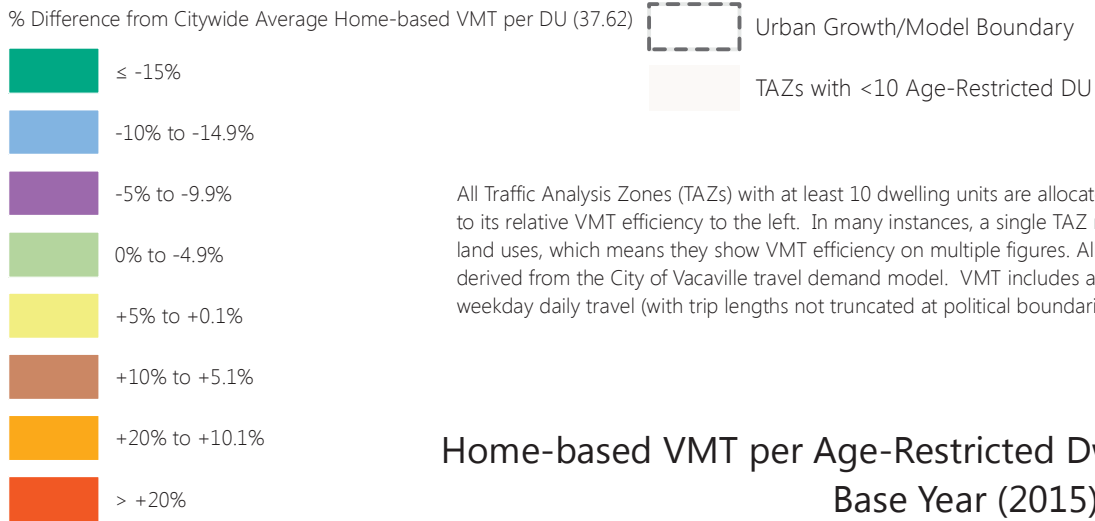 % Difference from Citywide Average Home-based VMT per DU (37.62)
≤ -15%
-10% to -14.9%
-5% to -9.9%
0% to -4.9%
+5% to +0.1%
+10% to +5.1%
+20% to +10.1%
> +20%
Urban Growth/Model Boundary
TAZs with <10 Age-Restricted DU
All Traffic Analysis Zones (TAZs) with at least 10 dwelling units are
to its relative VMT efficiency to the left. In many instances, a single TAZ
land uses, which means they show VMT efficiency on multiple figures.
derived from the City of Vacaville travel demand model. VMT includes
weekday daily travel (with trip lengths not truncated at political
Home-based VMT per Age-Restricted
Base Year (2015)